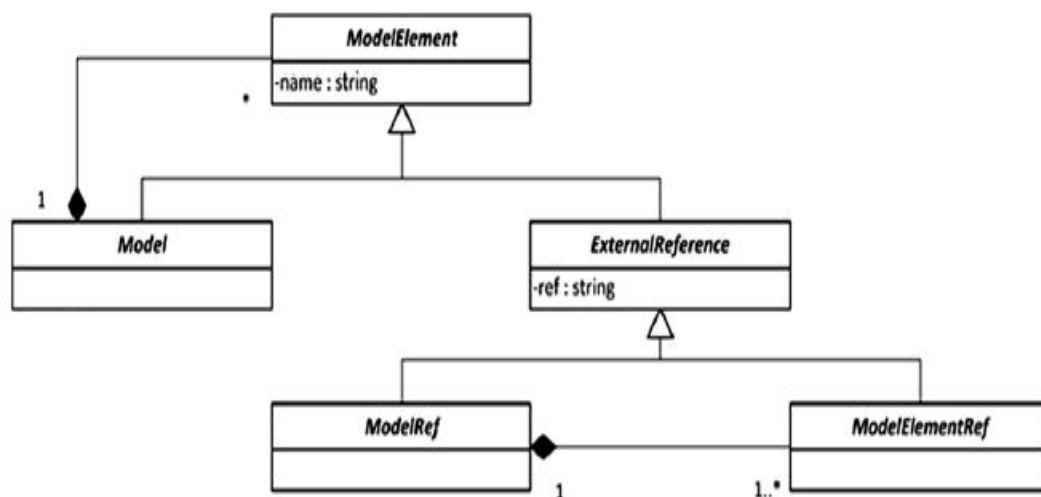 ModelElement
-name : string
*
1
Model
ExternalReference
-ref : string
ModelRef
ModelElementRef
1
1..*